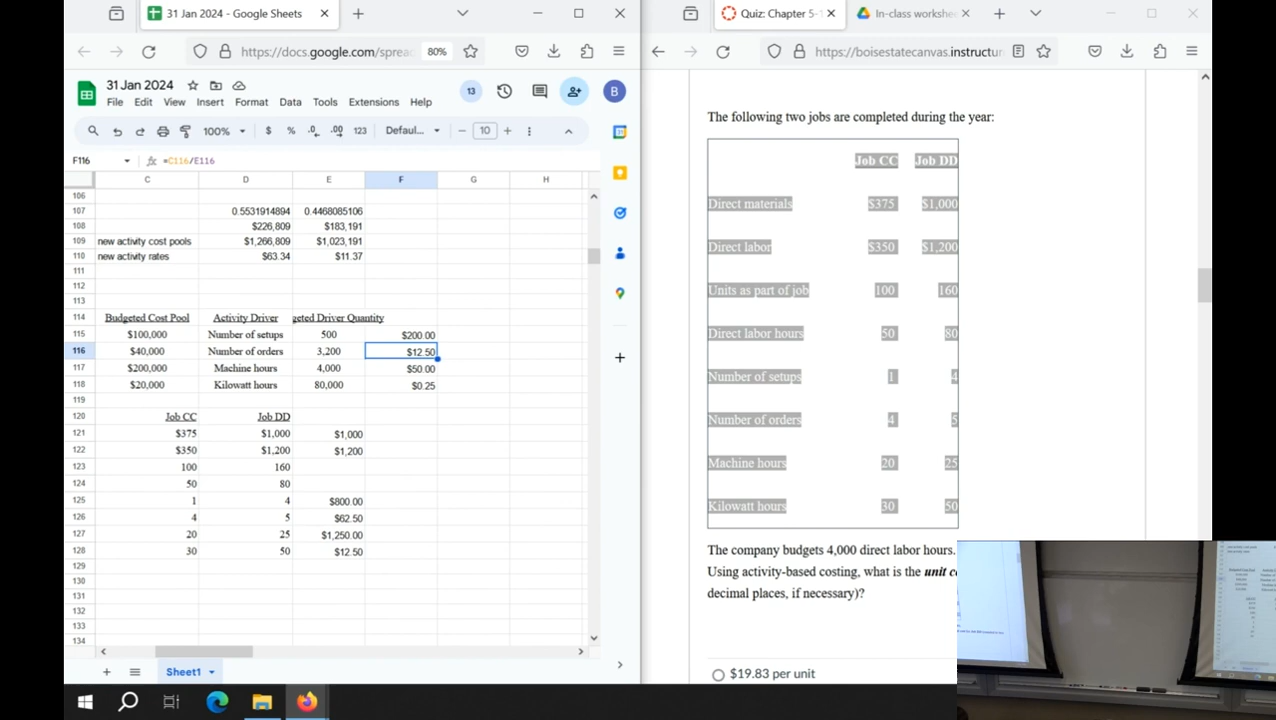 31 Jan 2024 - Google Sheets
https://docs.google.com/sprea
80%
31 Jan 2024
File Edit View Insert Format Data Tools Extensions Help
13
B
100% $ % .0 .00 123 Defaul... 10
F116 fx =C116/E116
C D E F G H
106
107 0.5531914894 0.4468085106
108 $226,809 $183,191
109 new activity cost pools $1,266,809 $1,023,191
110 new activity rates $63.34 $11.37
111
112
113
114 Budgeted Cost Pool Activity Driver geted Driver Quantity
115 $100,000 Number of setups 500 $200.00
116 $40,000 Number of orders 3,200 $12.50
117 $200,000 Machine hours 4,000 $50.00
118 $20,000 Kilowatt hours 80,000 $0.25
119
120 Job CC Job DD
121 $375 $1,000 $1,000
122 $350 $1,200 $1,200
123 100 160
124 50 80
125 1 4 $800.00
126 4 5 $62.50
127 20 25 $1,250.00
128 30 50 $12.50
129
130
131
132
133
134
Sheet1
Quiz: Chapter 5-
In-class workshe
https://boisestatecanvas.instructur
The following two jobs are completed during the year:
Job CC Job DD
Direct materials $375 $1,000
Direct labor $350 $1,200
Units as part of job 100 160
Direct labor hours 50 80
Number of setups 1 4
Number of orders 4 5
Machine hours 20 25
Kilowatt hours 30 50
The company budgets 4,000 direct labor hours.
Using activity-based costing, what is the unit c
decimal places, if necessary)?
$19.83 per unit